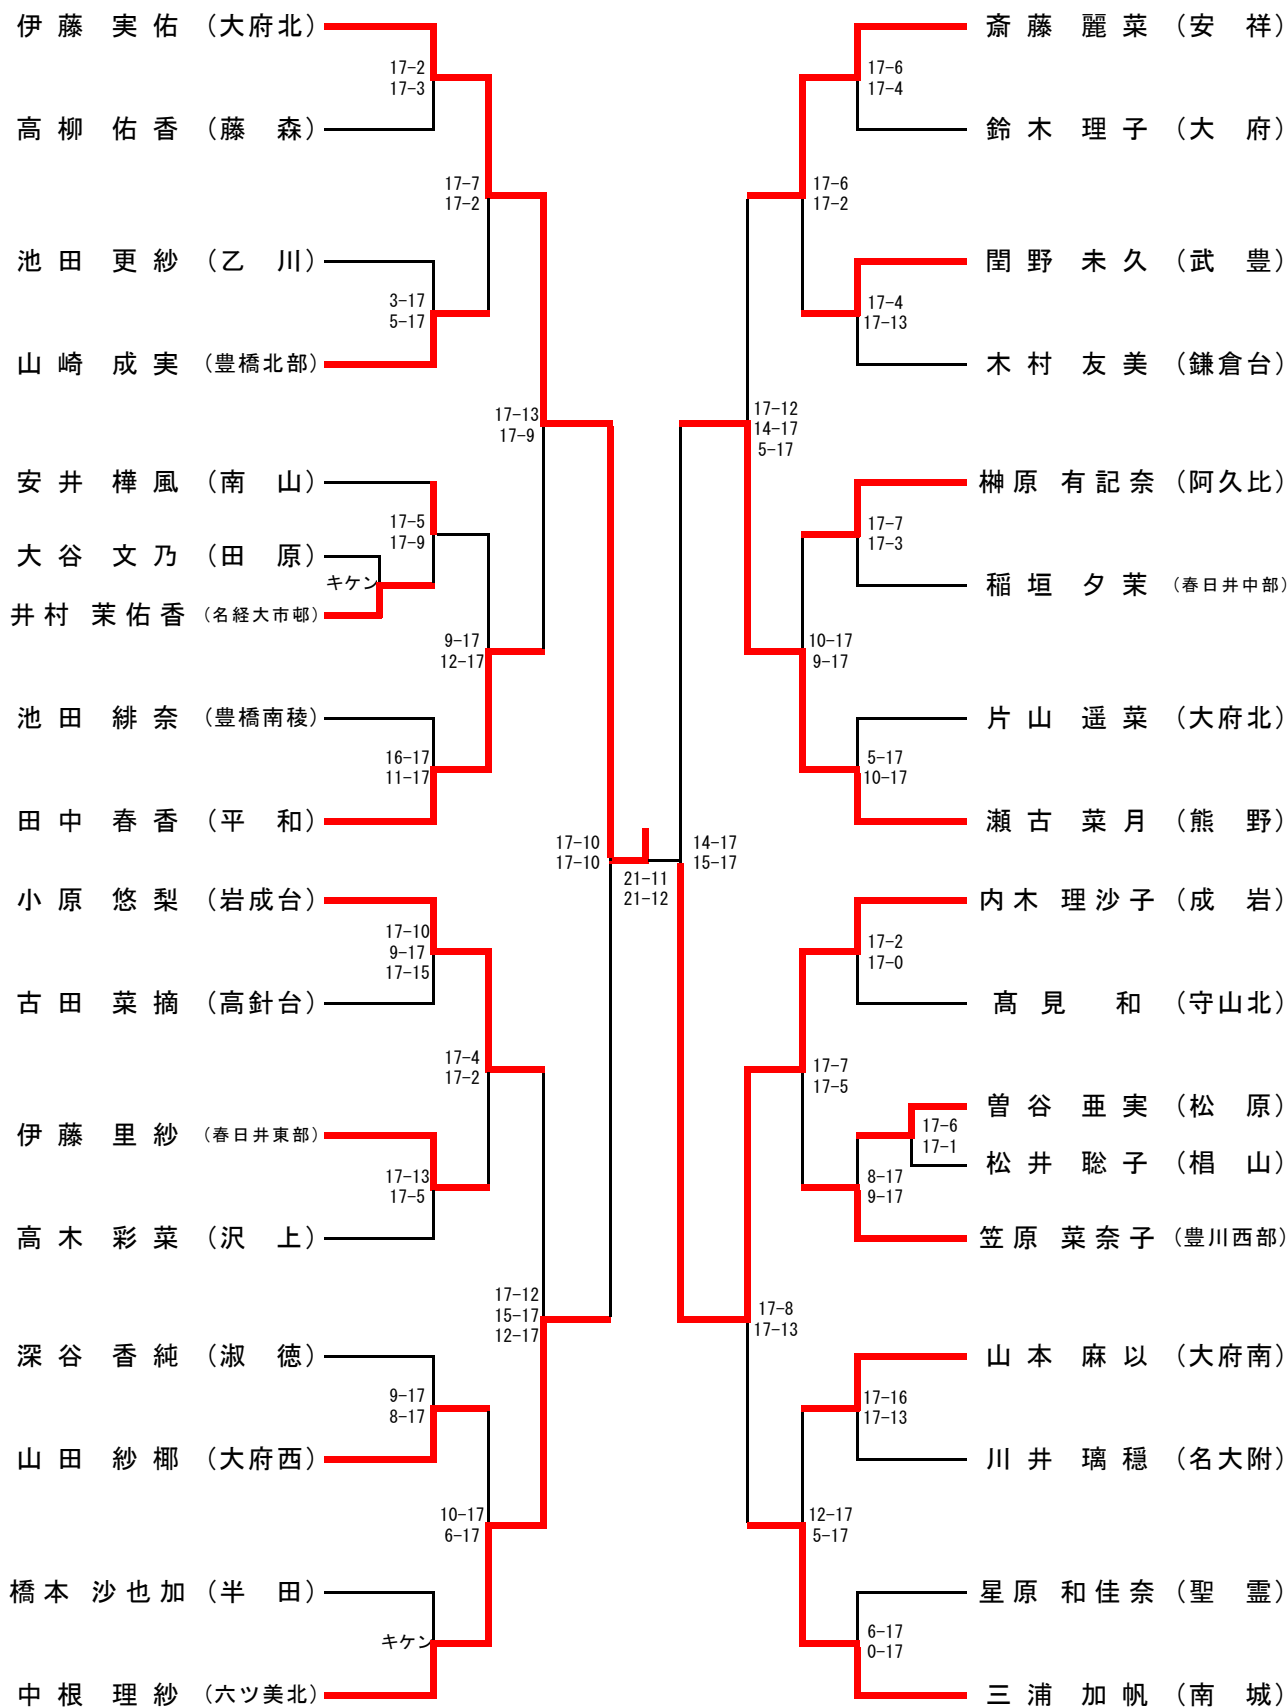 伊藤 実佑 (大府北)
17-2
17-3
高柳 佑香 (藤 森)
17-7
17-2
池田 更紗 (乙 川)
3-17
5-17
山崎 成実 (豊橋北部)
17-13
17-9
安井 樺風 (南 山)
17-5
17-9
大谷 文乃 (田 原)
キケン
井村 茉佑香 (名経大市邨)
9-17
12-17
池田 緋奈 (豊橋南稜)
16-17
11-17
田中 春香 (平 和)
17-10
17-10
小原 悠梨 (岩成台)
17-10
9-17
17-15
古田 菜摘 (高針台)
17-4
17-2
伊藤 里紗 (春日井東部)
17-13
17-5
高木 彩菜 (沢 上)
17-12
15-17
12-17
深谷 香純 (淑 徳)
9-17
8-17
山田 紗椰 (大府西)
10-17
6-17
橋本 沙也加 (半 田)
キケン
中根 理紗 (六ツ美北)
21-11
21-12
斎藤 麗菜 (安 祥)
17-6
17-4
鈴木 理子 (大 府)
17-6
17-2
閏野 未久 (武 豊)
17-4
17-13
木村 友美 (鎌倉台)
17-12
14-17
5-17
榊原 有記奈 (阿久比)
17-7
17-3
稲垣 夕茉 (春日井中部)
10-17
9-17
片山 遥菜 (大府北)
5-17
10-17
瀬古 菜月 (熊 野)
14-17
15-17
内木 理沙子 (成 岩)
17-2
17-0
髙見 和 (守山北)
17-7
17-5
曽谷 亜実 (松 原)
17-6
17-1
松井 聡子 (椙 山)
8-17
9-17
笠原 菜奈子 (豊川西部)
17-8
17-13
山本 麻以 (大府南)
17-16
17-13
川井 璃穏 (名大附)
12-17
5-17
星原 和佳奈 (聖 霊)
6-17
0-17
三浦 加帆 (南 城)